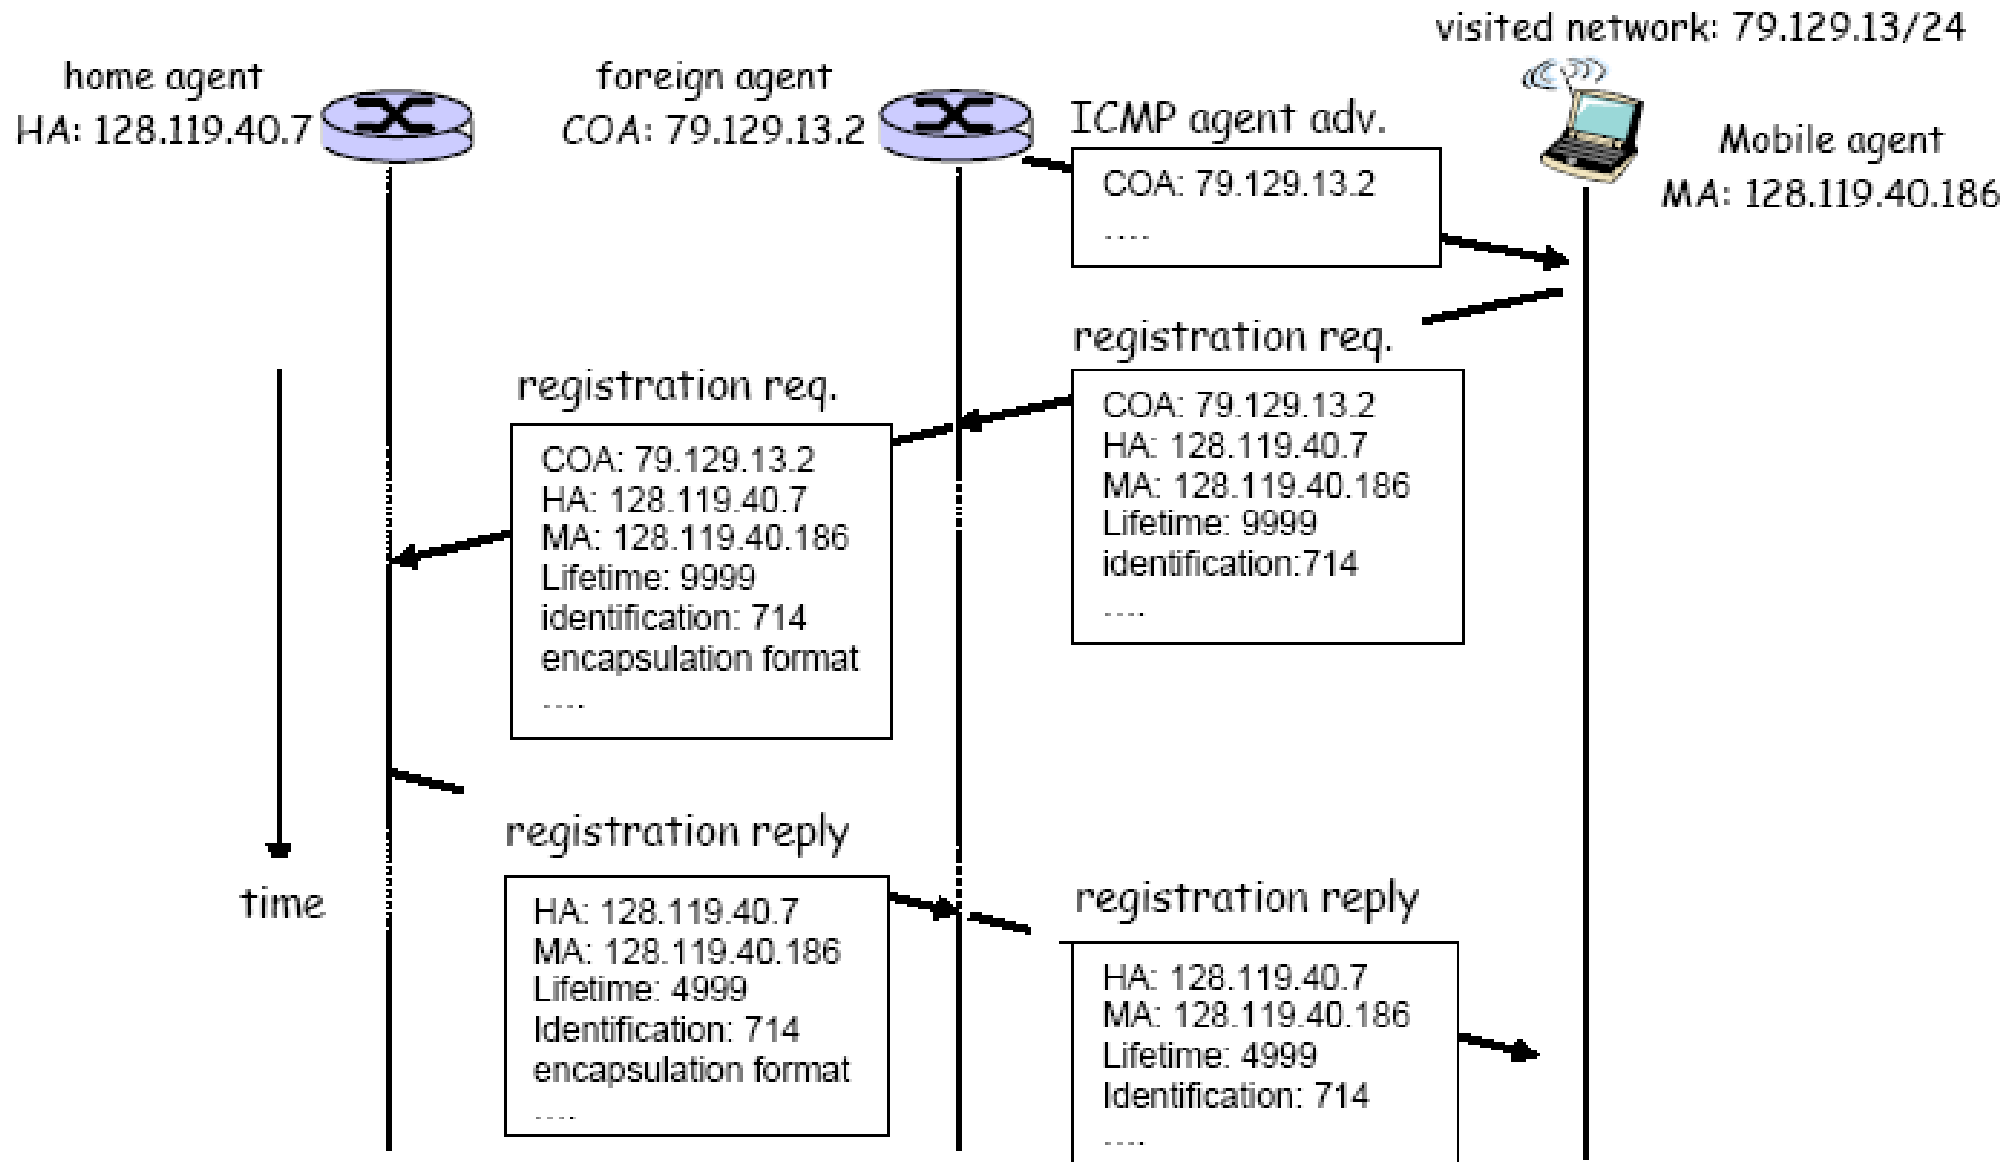 visited network: 79.129.13/24
home agent
HA: 128.119.40.7
foreign agent
COA: 79.129.13.2
ICMP agent adv.
COA: 79.129.13.2
....
Mobile agent
MA: 128.119.40.186
registration req.
COA: 79.129.13.2
HA: 128.119.40.7
MA: 128.119.40.186
Lifetime: 9999
identification:714
....
registration req.
COA: 79.129.13.2
HA: 128.119.40.7
MA: 128.119.40.186
Lifetime: 9999
identification: 714
encapsulation format
....
time
registration reply
HA: 128.119.40.7
MA: 128.119.40.186
Lifetime: 4999
Identification: 714
encapsulation format
....
registration reply
HA: 128.119.40.7
MA: 128.119.40.186
Lifetime: 4999
Identification: 714
....